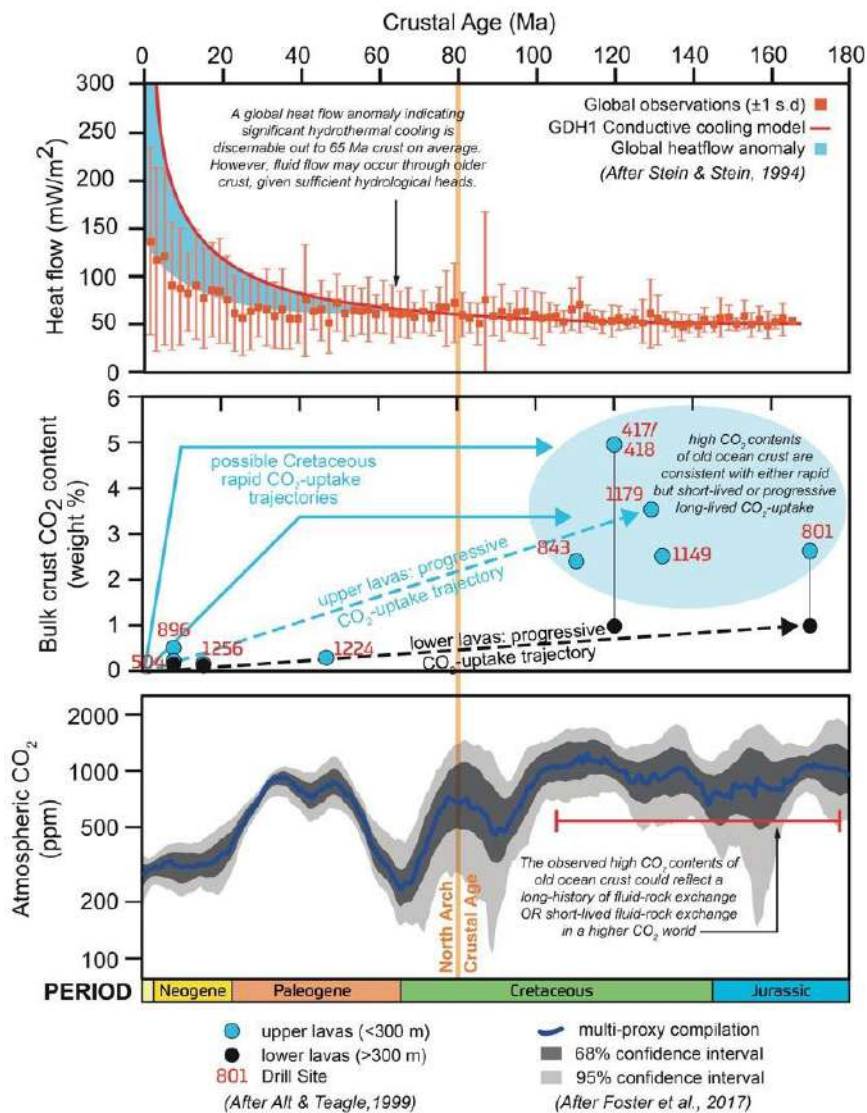 Crustal Age (Ma)
0 20 40 60 80 100 120 140 160 180
300
250
200
150
100
50
0
Heat flow (mW/m²)
A global heat flow anomaly indicating
significant hydrothermal cooling is
discernable out to 65 Ma crust on average.
However, fluid flow may occur through older
crust, given sufficient hydrological heads.
Global observations (±1 s.d)
GDH1 Conductive cooling model
Global heatflow anomaly
(After Stein & Stein, 1994)
6
5
4
3
2
1
0
Bulk crust CO₂ content
(weight %)
possible Cretaceous
rapid CO₂-uptake
trajectories
417/
418
high CO₂ contents
of old ocean crust are
consistent with either rapid
but short-lived or progressive
long-lived CO₂-uptake
1179
801
843
1149
upper lavas: progressive
CO₂-uptake trajectory
896
504
1256
1224
lower lavas: progressive
CO₂-uptake trajectory
2000
1000
500
200
100
Atmospheric CO₂
(ppm)
The observed high CO₂ contents of
old ocean crust could reflect a
long-history of fluid-rock exchange
OR short-lived fluid-rock exchange
in a higher CO₂ world
North Arch
Crustal Age
PERIOD Neogene Paleogene Cretaceous Jurassic
upper lavas (<300 m)
lower lavas (>300 m)
801 Drill Site
(After Alt & Teagle,1999)
multi-proxy compilation
68% confidence interval
95% confidence interval
(After Foster et al., 2017)